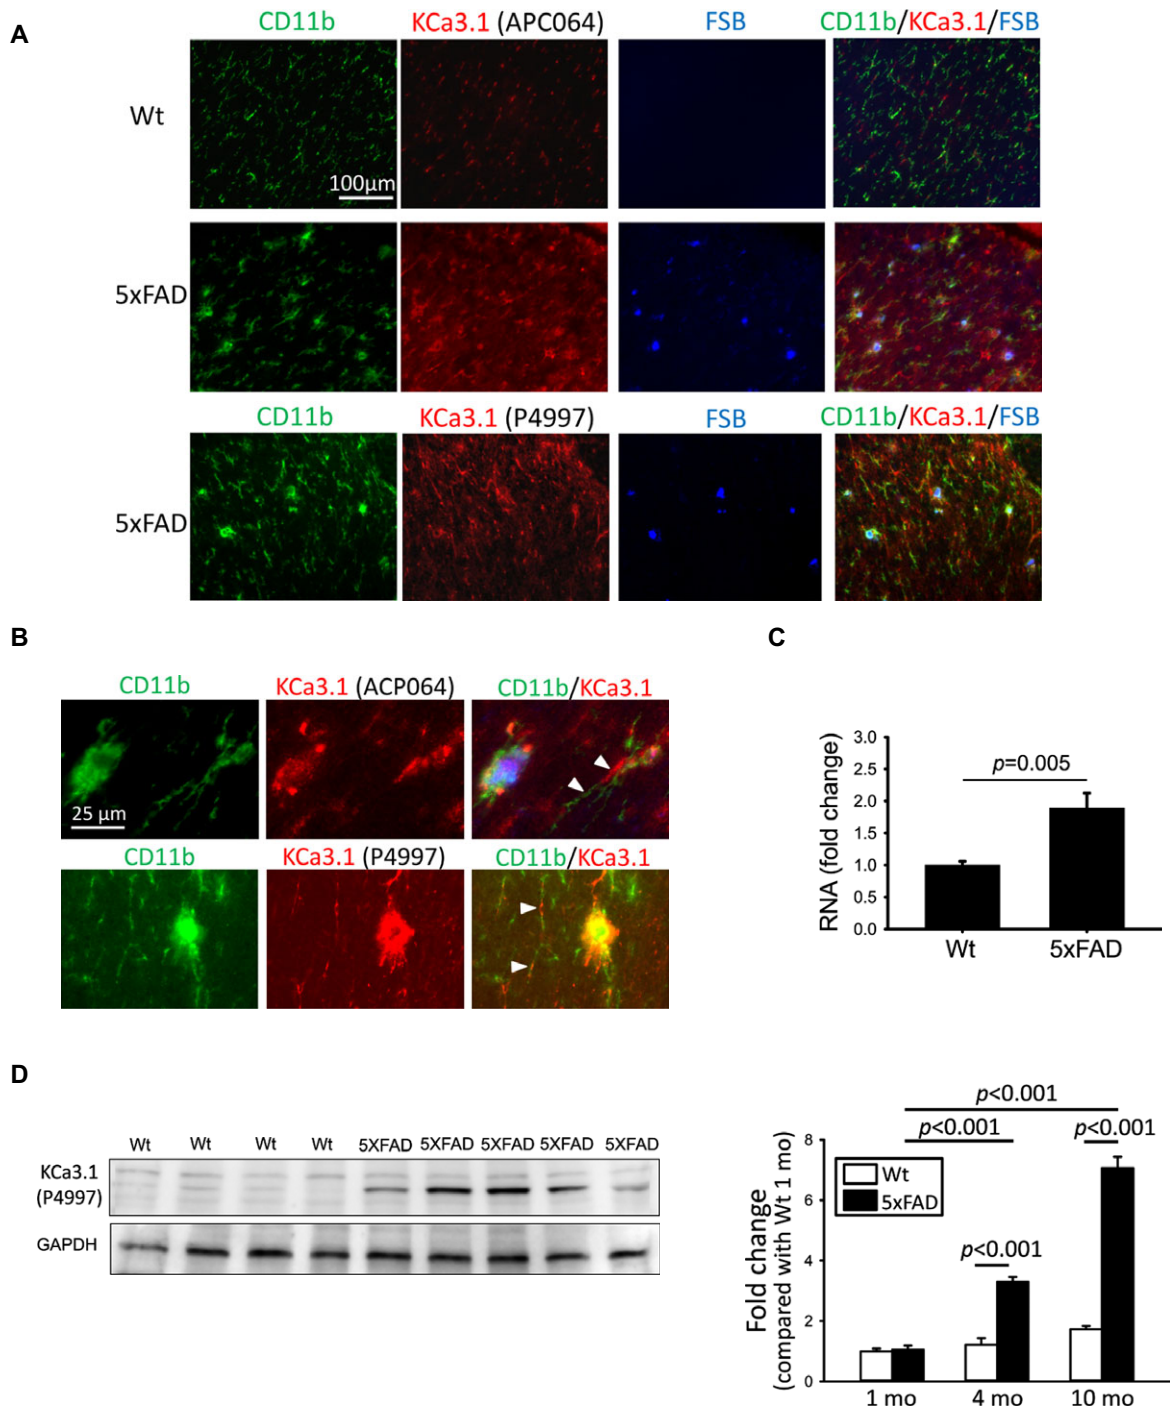 A
CD11b KCa3.1 (APC064) FSB CD11b/KCa3.1/FSB
Wt
100μm
5xFAD
CD11b KCa3.1 (P4997) FSB CD11b/KCa3.1/FSB
5xFAD
B
CD11b KCa3.1 (ACP064) CD11b/KCa3.1
25 μm
CD11b KCa3.1 (P4997) CD11b/KCa3.1
C
RNA (fold change)
3.0
2.5
2.0
1.5
1.0
0.5
0.0
p=0.005
Wt 5xFAD
D
Wt Wt Wt Wt 5XFAD 5XFAD 5XFAD 5XFAD 5XFAD
KCa3.1
(P4997)
GAPDH
Fold change
(compared with Wt 1 mo)
8
6
4
2
0
p<0.001
p<0.001
p<0.001
p<0.001
Wt
5xFAD
1 mo 4 mo 10 mo